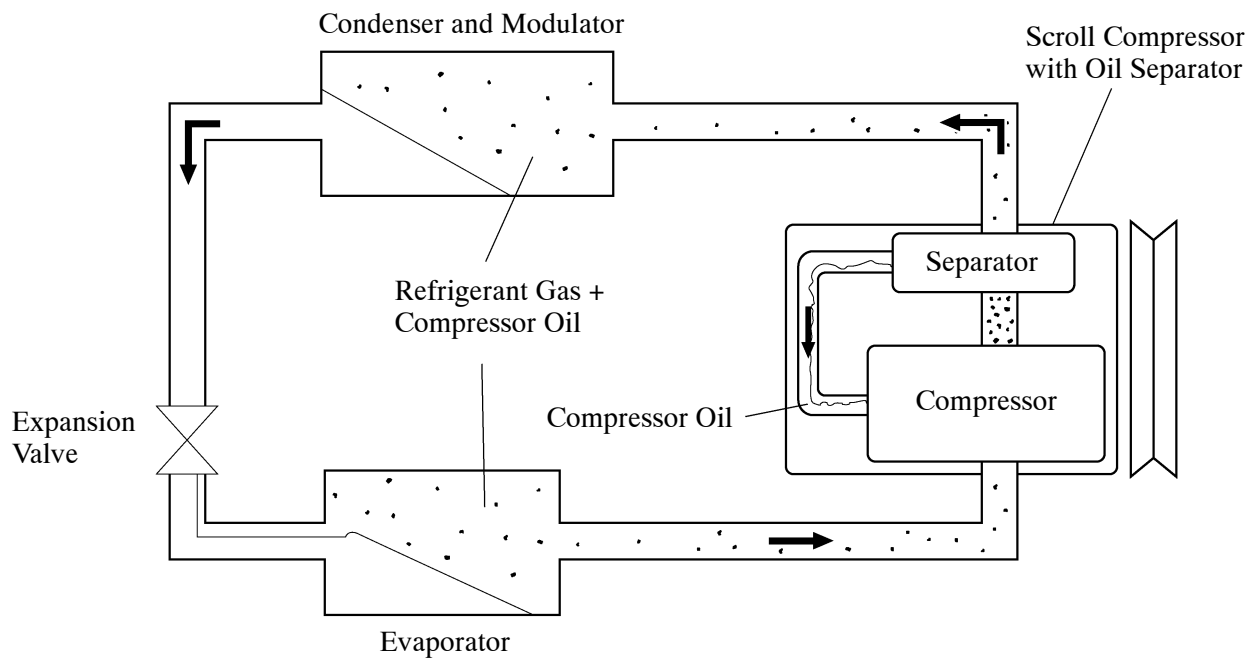 Condenser and Modulator
Scroll Compressor
with Oil Separator
Separator
Refrigerant Gas +
Compressor Oil
Compressor
Compressor Oil
Expansion
Valve
Evaporator